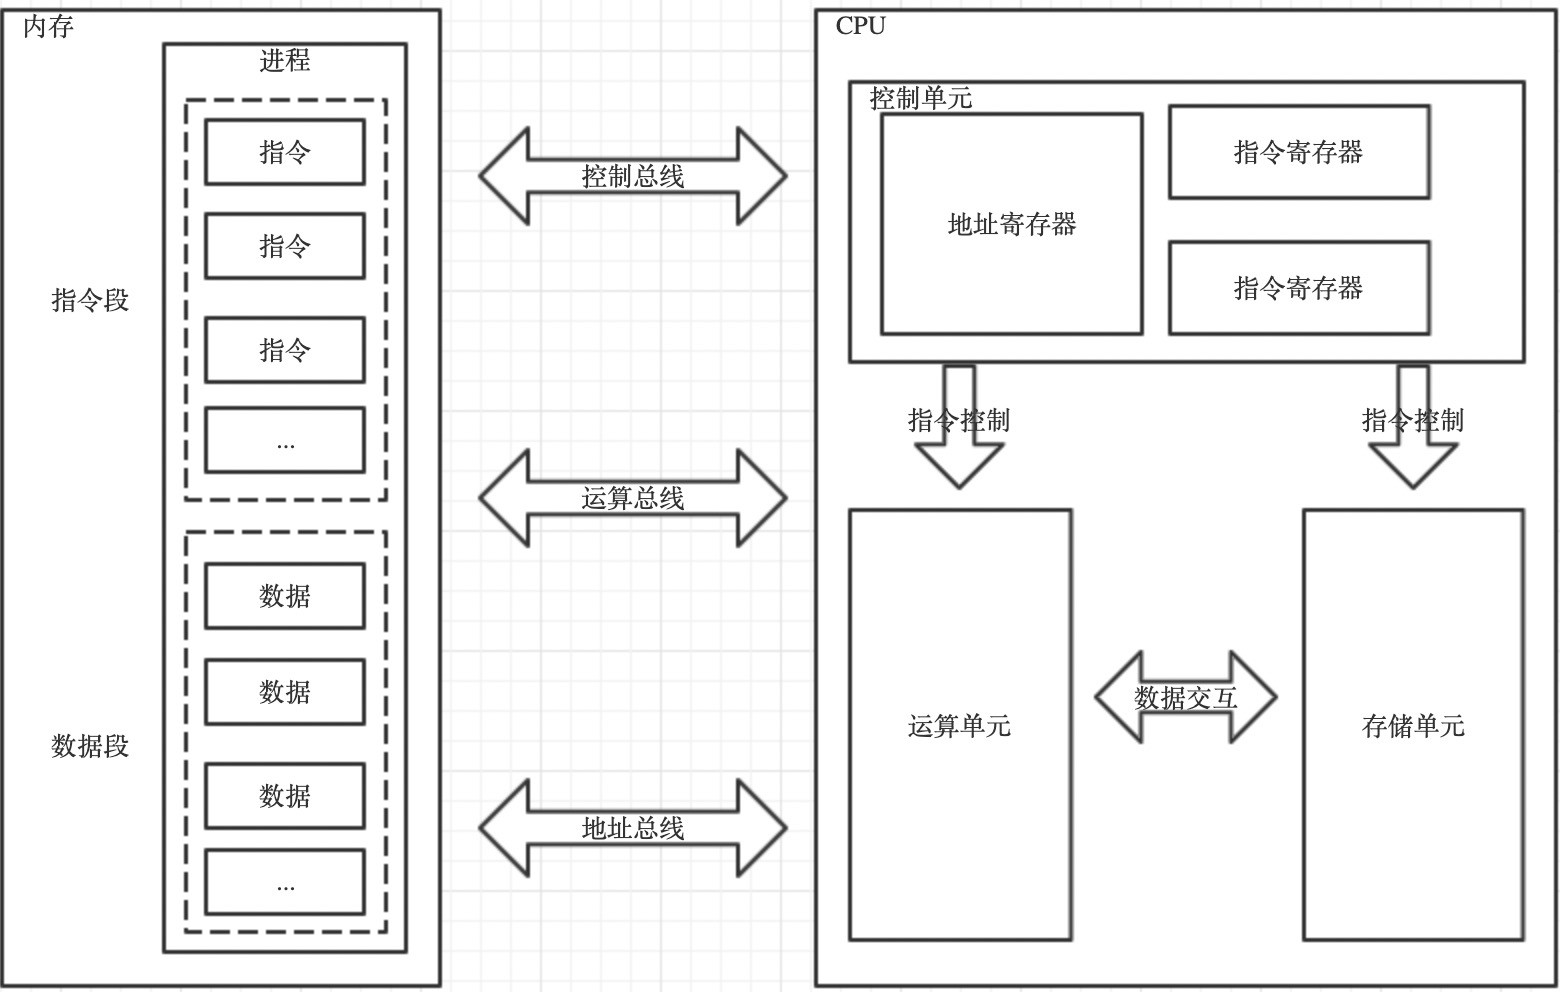 内存
进程
指令
指令
指令段
指令
...
数据
数据
数据段
数据
...
控制总线
运算总线
地址总线
CPU
控制单元
地址寄存器
指令寄存器
指令寄存器
指令控制
指令控制
运算单元
数据交互
存储单元